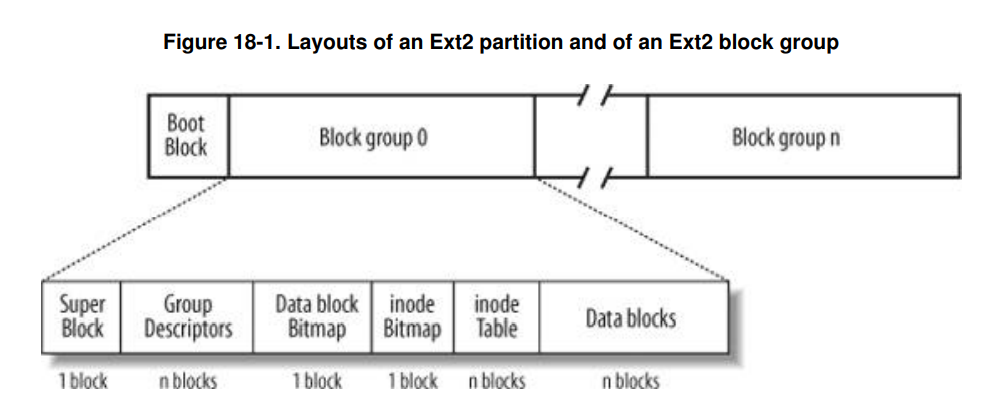 Figure 18-1. Layouts of an Ext2 partition and of an Ext2 block group
Boot
Block
Block group 0
Block group n
Super
Block
Group
Descriptors
Data block
Bitmap
inode
Bitmap
inode
Table
Data blocks
1 block
n blocks
1 block
1 block
n blocks
n blocks